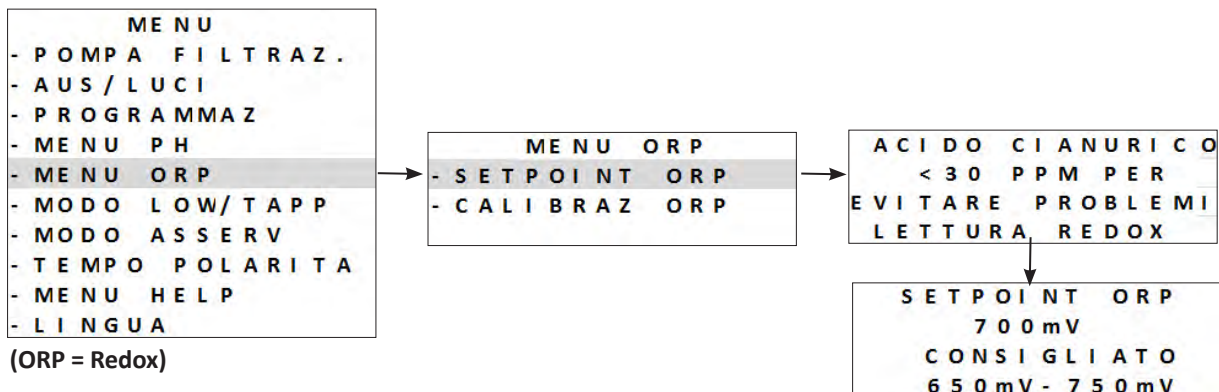 MENU
- POMPA FILTRAZ.
- AUS/LUCI
- PROGRAMMAZ
- MENU PH
- MENU ORP
- MODO LOW/TAPP
- MODO ASSERV
- TEMPO POLARITA
- MENU HELP
- LINGUA
(ORP = Redox)
MENU ORP
- SETPOINT ORP
- CALIBRAZ ORP
ACIDO CIANURICO
<30 PPM PER
EVITARE PROBLEMI
LETTURA REDOX
SETPOINT ORP
700mV
CONSIGLIATO
650mV-750mV